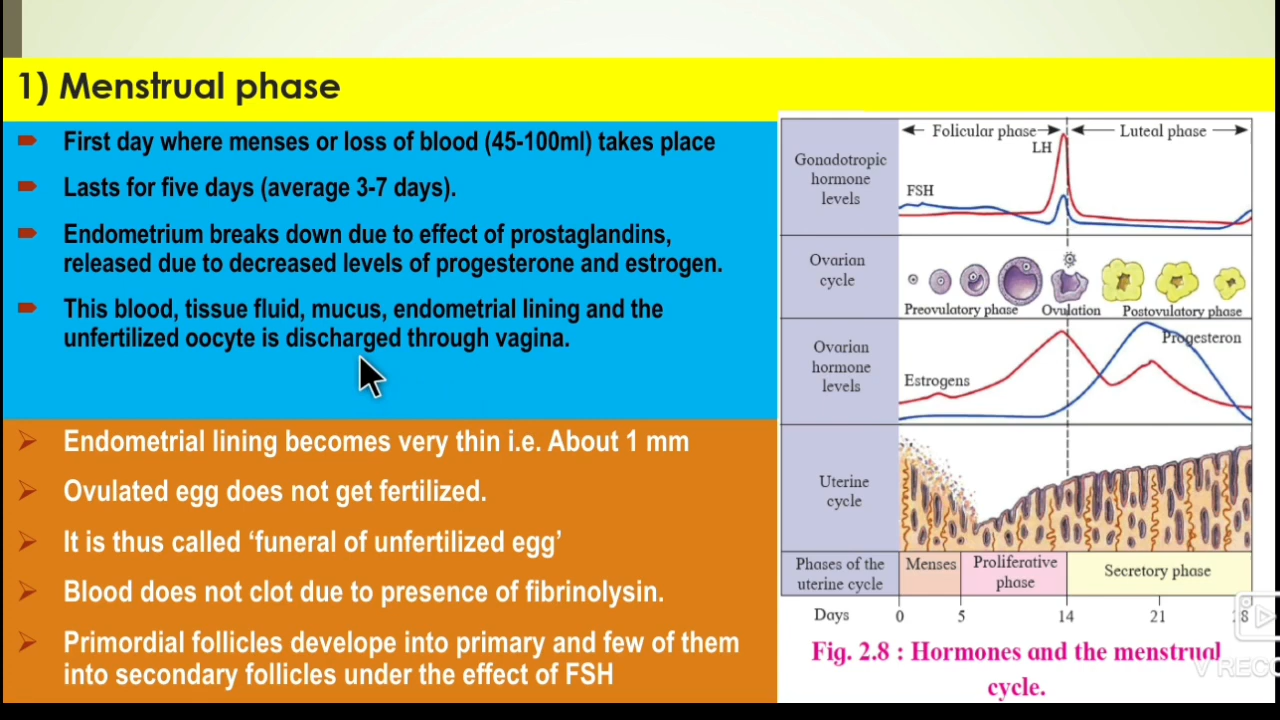 1) Menstrual phase
First day where menses or loss of blood (45-100ml) takes place
Lasts for five days (average 3-7 days).
Endometrium breaks down due to effect of prostaglandins,
released due to decreased levels of progesterone and estrogen.
This blood, tissue fluid, mucus, endometrial lining and the
unfertilized oocyte is discharged through vagina.
Endometrial lining becomes very thin i.e. About 1 mm
Ovulated egg does not get fertilized.
It is thus called ‘funeral of unfertilized egg’
Blood does not clot due to presence of fibrinolysin.
Primordial follicles develope into primary and few of them
into secondary follicles under the effect of FSH
Folicular phase
Luteal phase
Gonadotropic
hormone
levels
LH
FSH
Ovarian
cycle
Preovulatory phase
Ovulation
Postovulatory phase
Ovarian
hormone
levels
Progesteron
Estrogens
Uterine
cycle
Phases of the
uterine cycle
Menses
Proliferative
phase
Secretory phase
Days
0
5
14
21
28
Fig. 2.8 : Hormones and the menstrual
cycle.
V RECO